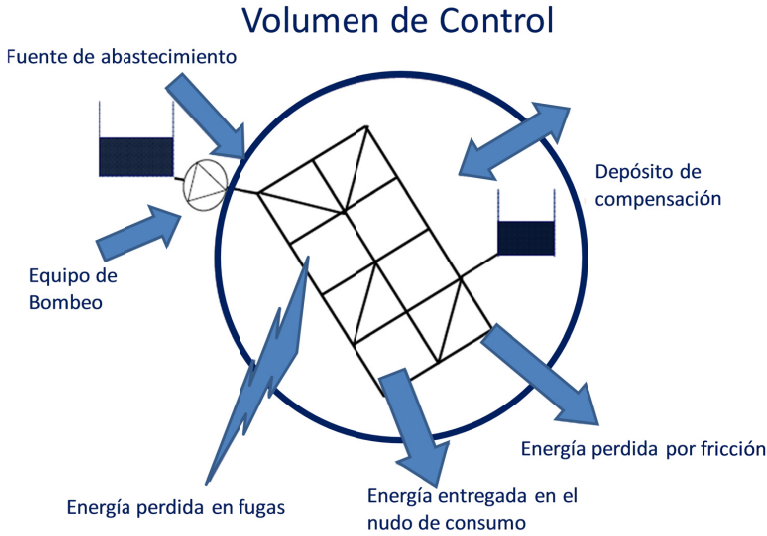 Volumen de Control
Fuente de abastecimiento
Depósito de
compensación
Equipo de
Bombeo
Energía perdida por fricción
Energía perdida en fugas
Energía entregada en el
nudo de consumo